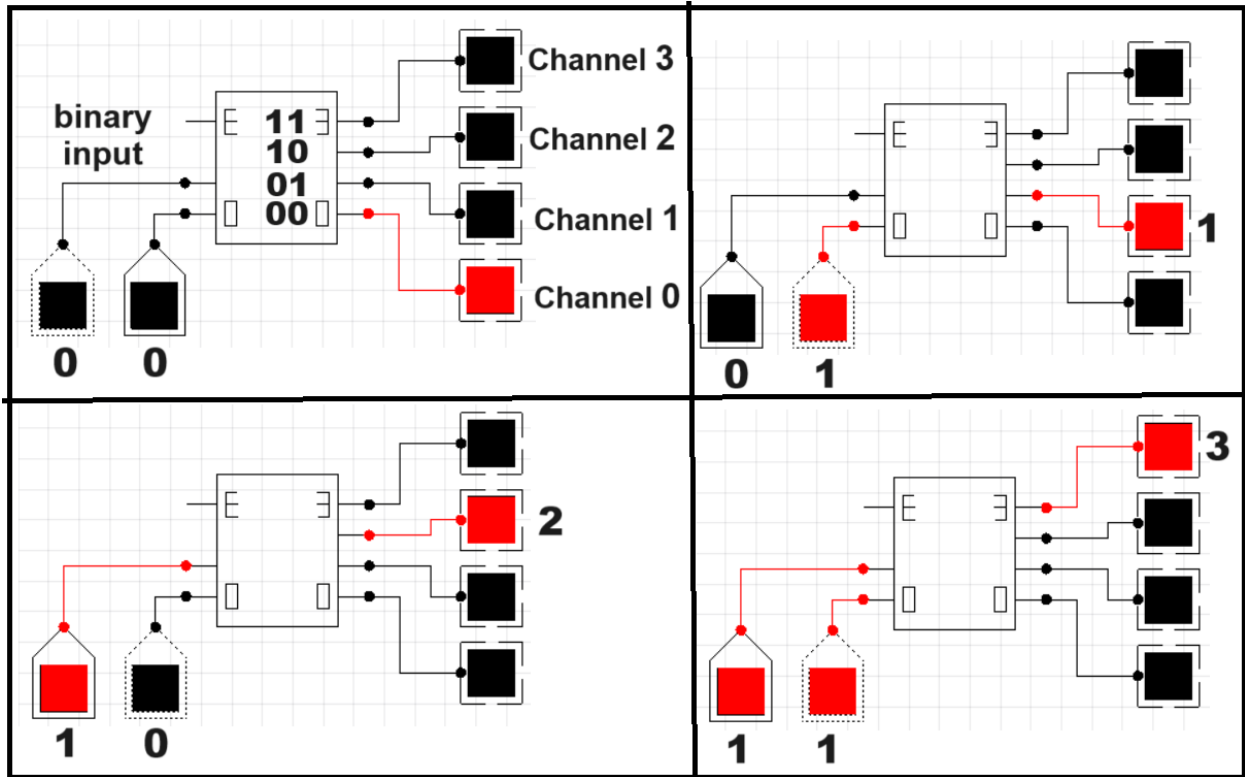 Channel 3
binary
input
11
10
01
00
Channel 2
Channel 1
Channel 0
0 0
E
1
0 1
E
2
1 0
E
3
1 1
E